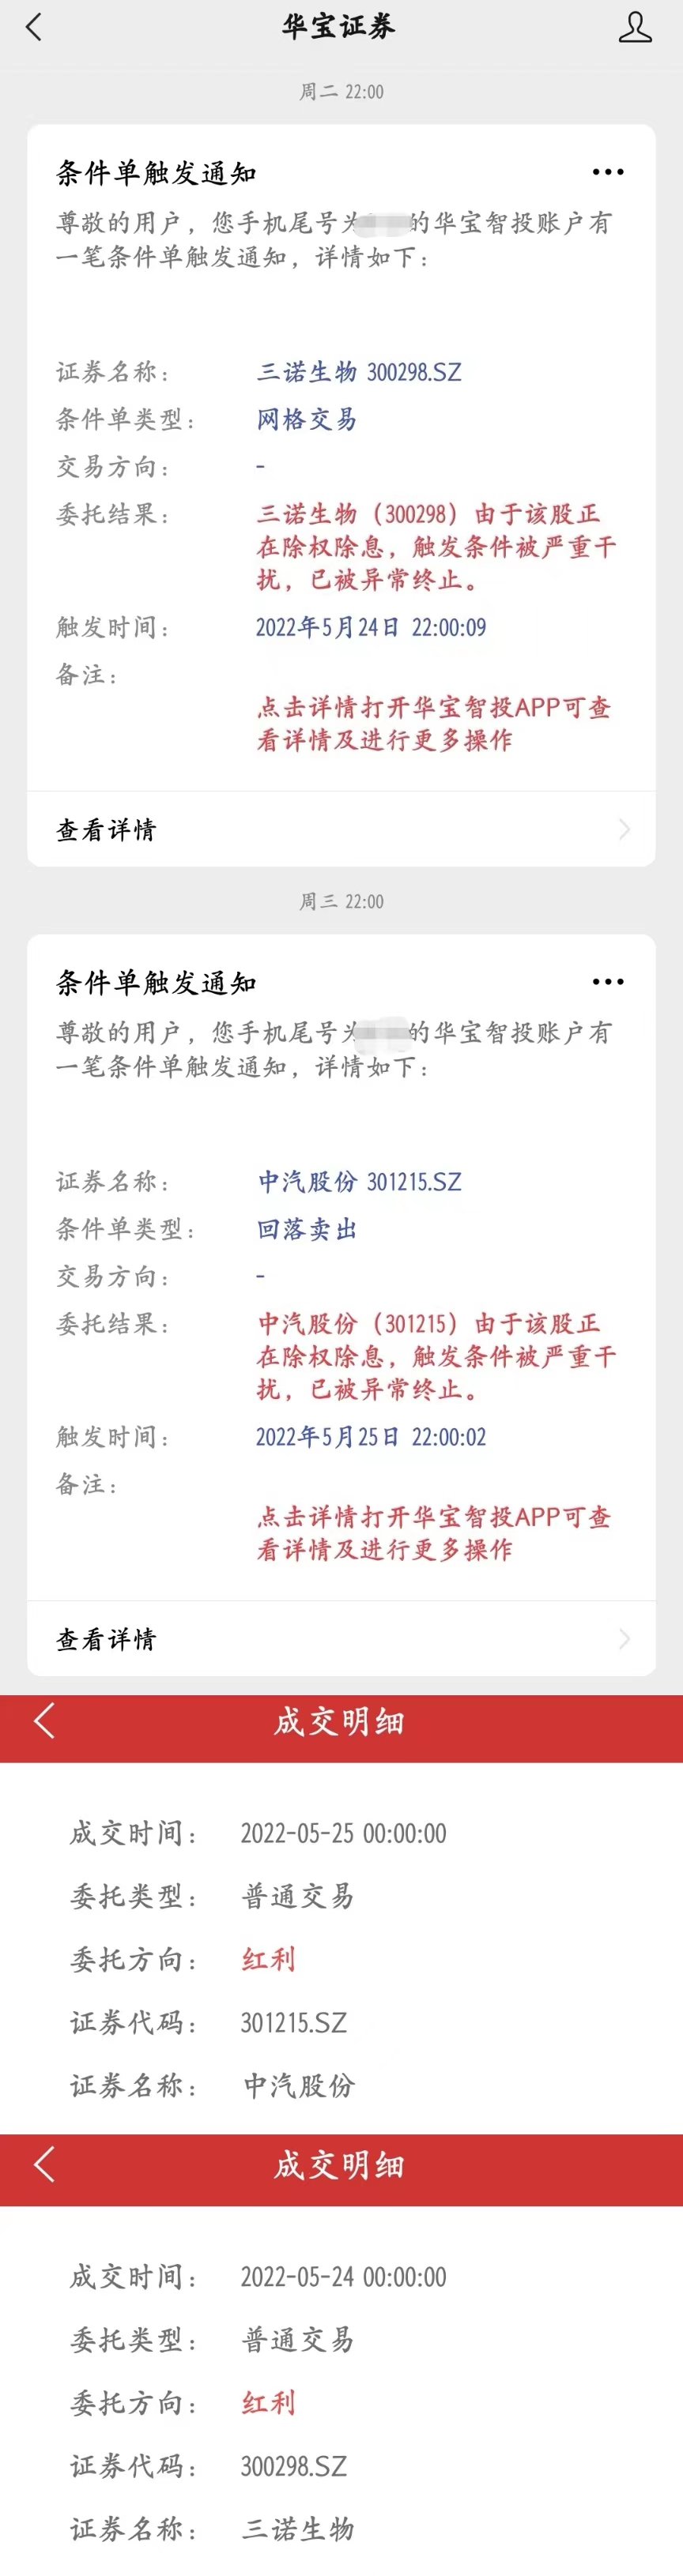 华宝证券
周二 22:00
条件单触发通知
尊敬的用户，您手机尾号为 的华宝智投账户有
一笔条件单触发通知，详情如下：
证券名称： 三诺生物 300298.SZ
条件单类型： 网格交易
交易方向： -
委托结果： 三诺生物（300298）由于该股正
在除权除息，触发条件被严重干
扰，已被异常终止。
触发时间： 2022年5月24日 22:00:09
备注：
点击详情打开华宝智投APP可查
看详情及进行更多操作
查看详情
周三 22:00
条件单触发通知
尊敬的用户，您手机尾号为 的华宝智投账户有
一笔条件单触发通知，详情如下：
证券名称： 中汽股份 301215.SZ
条件单类型： 回落卖出
交易方向： -
委托结果： 中汽股份（301215）由于该股正
在除权除息，触发条件被严重干
扰，已被异常终止。
触发时间： 2022年5月25日 22:00:02
备注：
点击详情打开华宝智投APP可查
看详情及进行更多操作
查看详情
成交明细
成交时间： 2022-05-25 00:00:00
委托类型： 普通交易
委托方向： 红利
证券代码： 301215.SZ
证券名称： 中汽股份
成交明细
成交时间： 2022-05-24 00:00:00
委托类型： 普通交易
委托方向： 红利
证券代码： 300298.SZ
证券名称： 三诺生物